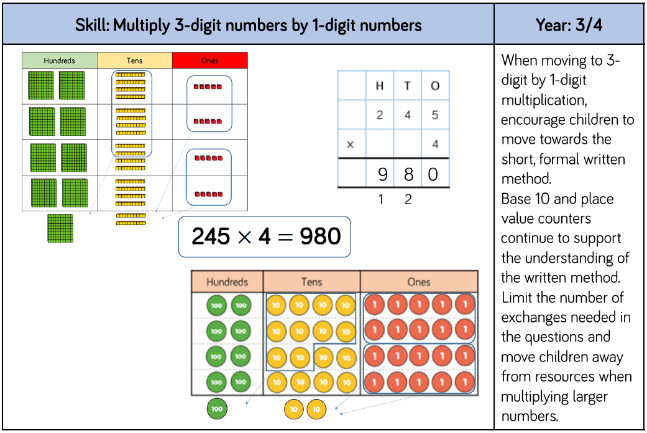 Skill: Multiply 3-digit numbers by 1-digit numbers
Year: 3/4
Hundreds Tens Ones
H T O
2 4 5
× 4
9 8 0
1 2
245 × 4 = 980
Hundreds Tens Ones
100 100 10 10 10 10 1 1 1 1 1
100 100 10 10 10 10 1 1 1 1 1
100 100 10 10 10 10 1 1 1 1 1
100 100 10 10 10 10 1 1 1 1 1
100 10 10
When moving to 3-
digit by 1-digit
multiplication,
encourage children to
move towards the
short, formal written
method.
Base 10 and place
value counters
continue to support
the understanding of
the written method.
Limit the number of
exchanges needed in
the questions and
move children away
from resources when
multiplying larger
numbers.